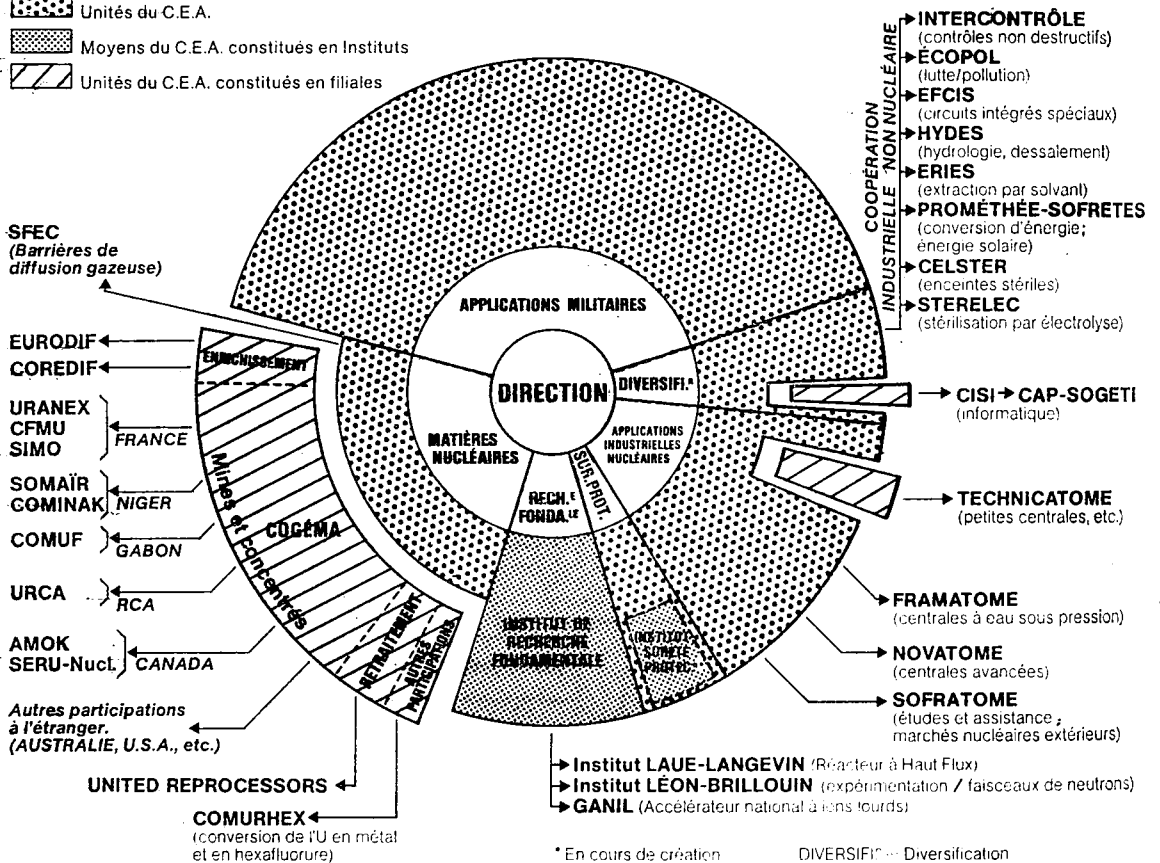 Unités du C.E.A.
Moyens du C.E.A. constitués en Instituts
Unités du C.E.A. constitués en filiales
COOPÉRATION
INDUSTRIELLE NON NUCLÉAIRE
INTERCONTRÔLE
(contrôles non destructifs)
ÉCOPOL
(lutte/pollution)
EFCIS
(circuits intégrés spéciaux)
HYDES
(hydrologie, dessalement)
ERIES
(extraction par solvant)
PROMÉTHÉE-SOFRETES
(conversion d'énergie;
énergie solaire)
CELSTER
(enceintes stériles)
STERELEC
(stérilisation par électrolyse)
CISI → CAP-SOGETI
(informatique)
TECHNICATOME
(petites centrales, etc.)
FRAMATOME
(centrales à eau sous pression)
NOVATOME
(centrales avancées)
SOFRATOME
(études et assistance ;
marchés nucléaires extérieurs)
SFEC
(Barrières de
diffusion gazeuse)
EURODIF
COREDIF
URANEX
CFMU
SIMO
FRANCE
SOMAÏR
COMINAK
NIGER
COMUF
GABON
URCA
RCA
AMOK
SERU-Nucl.
CANADA
Autres participations
à l'étranger.
(AUSTRALIE, U.S.A., etc.)
UNITED REPROCESSORS
COMURHEX
(conversion de l'U en métal
et en hexafluorure)
APPLICATIONS MILITAIRES
DIRECTION
DIVERSIFI.*
APPLICATIONS
INDUSTRIELLES
NUCLÉAIRES
MATIÈRES
NUCLÉAIRES
RECH.E
FONDA.LE
SUR.PROT.
ENRICHISSEMENT
Mines et concentrés
COGÉMA
RETRAITEMENT
AUTRES
PARTICIPATIONS
INSTITUT DE
RECHERCHE
FONDAMENTALE
INSTITUT
SÛRETÉ
PROTEC.
Institut LAUE-LANGEVIN (Réacteur à Haut Flux)
Institut LÉON-BRILLOUIN (expérimentation / faisceaux de neutrons)
GANIL (Accélérateur national à ions lourds)
* En cours de création
DIVERSIFI. Diversification